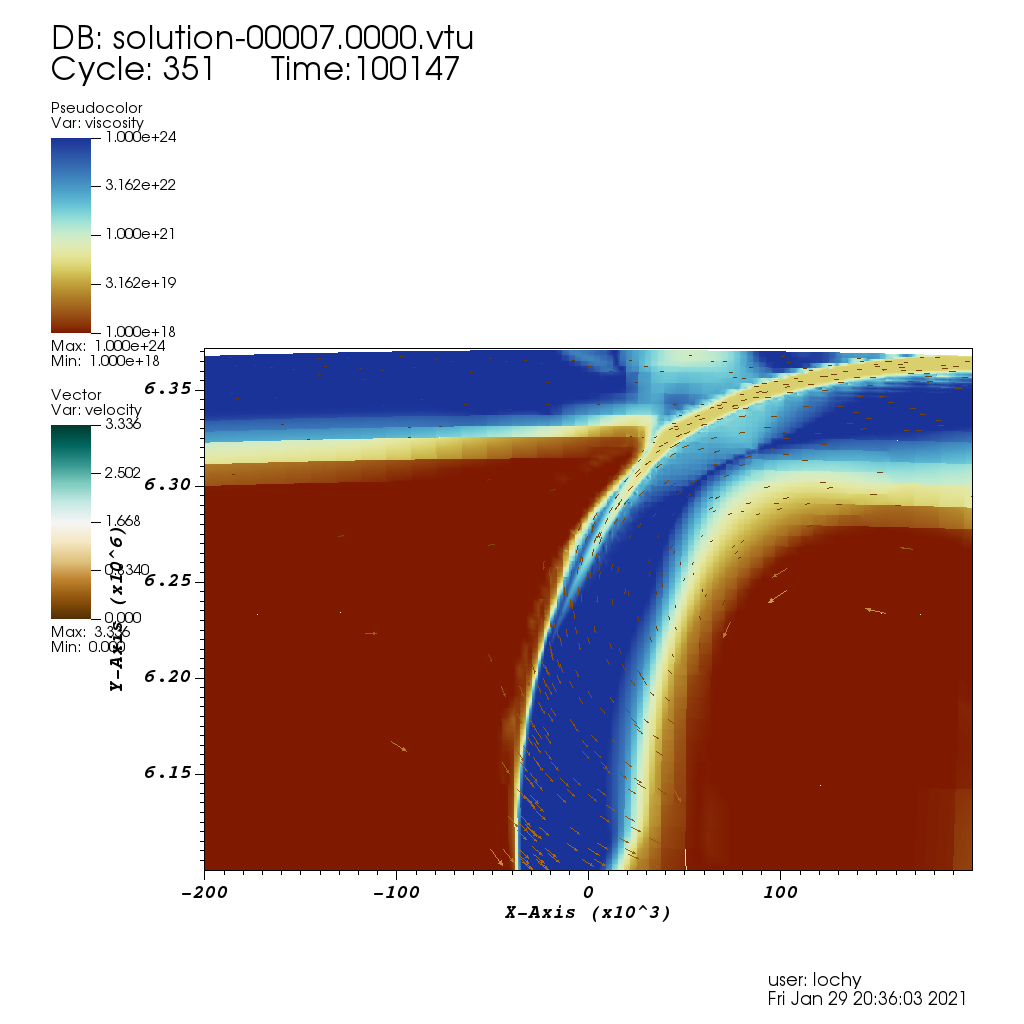 DB: solution-00007.0000.vtu
Cycle: 351 Time:100147
Pseudocolor
Var: viscosity
1.000e+24
3.162e+22
1.000e+21
3.162e+19
1.000e+18
Max: 1.000e+24
Min: 1.000e+18
Vector
Var: velocity
3.336
2.502
1.668
0.8340
0.000
Max: 3.336
Min: 0.000
Y-Axis (x10^6)
6.35
6.30
6.25
6.20
6.15
-200 -100 0 100
X-Axis (x10^3)
user: lochy
Fri Jan 29 20:36:03 2021